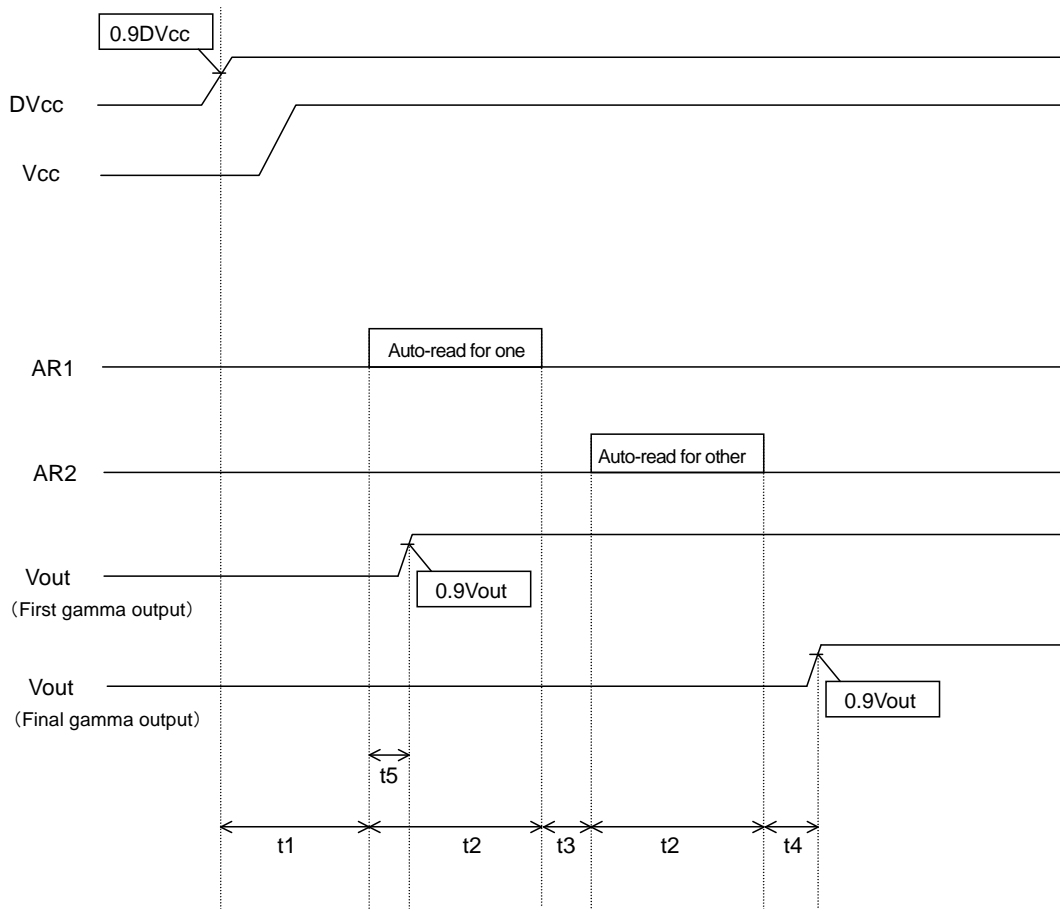 0.9DVcc
DVcc
Vcc
Auto-read for one
AR1
Auto-read for other
AR2
Vout
（First gamma output）
0.9Vout
Vout
（Final gamma output）
0.9Vout
t5
t1
t2
t3
t2
t4